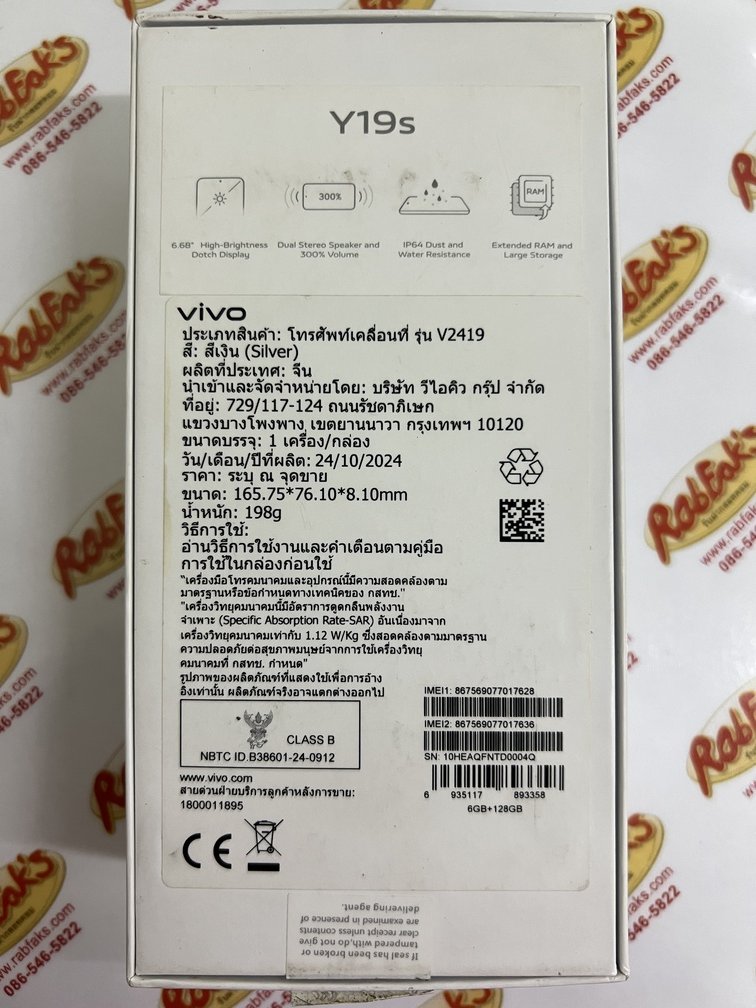 Y19s
300%
RAM
6.68" High-Brightness Dotch Display
Dual Stereo Speaker and 300% Volume
IP64 Dust and Water Resistance
Extended RAM and Large Storage
vivo
ประเภทสินค้า: โทรศัพท์เคลื่อนที่ รุ่น V2419
สี: สีเงิน (Silver)
ผลิตที่ประเทศ: จีน
นำเข้าและจัดจำหน่ายโดย: บริษัท วีไอคิว กรุ๊ป จำกัด
ที่อยู่: 729/117-124 ถนนรัชดาภิเษก
แขวงบางโพงพาง เขตยานนาวา กรุงเทพฯ 10120
ขนาดบรรจุ: 1 เครื่อง/กล่อง
วัน/เดือน/ปีที่ผลิต: 24/10/2024
ราคา: ระบุ ณ จุดขาย
ขนาด: 165.75*76.10*8.10mm
น้ำหนัก: 198g
วิธีการใช้:
อ่านวิธีการใช้งานและคำเตือนตามคู่มือ
การใช้ในกล่องก่อนใช้
"เครื่องมือโทรคมนาคมและอุปกรณ์นี้มีความสอดคล้องตาม
มาตรฐานหรือข้อกำหนดทางเทคนิคของ กสทช."
"เครื่องวิทยุคมนาคมนี้มีอัตราการดูดกลืนพลังงาน
จำเพาะ (Specific Absorption Rate-SAR) อันเนื่องมาจาก
เครื่องวิทยุคมนาคมเท่ากับ 1.12 W/Kg ซึ่งสอดคล้องตามมาตรฐาน
ความปลอดภัยต่อสุขภาพมนุษย์จากการใช้เครื่องวิทยุ
คมนาคมที่ กสทช. กำหนด"
รูปภาพของผลิตภัณฑ์ที่แสดงใช้เพื่อการอ้าง
อิงเท่านั้น ผลิตภัณฑ์จริงอาจแตกต่างออกไป
CLASS B
NBTC ID.B38601-24-0912
www.vivo.com
สายด่วนฝ่ายบริการลูกค้าหลังการขาย:
1800011895
IMEI1: 867569077017628
IMEI2: 867569077017636
SN: 10HEAQFNTD0004Q
6 935117 893358
6GB+128GB
CE
If seal has been broken or
tampered with,do not give
clear receipt unless contents
are examined in presence of
delivering agent.
RabFak's
www.rabfaks.com
086-546-5822